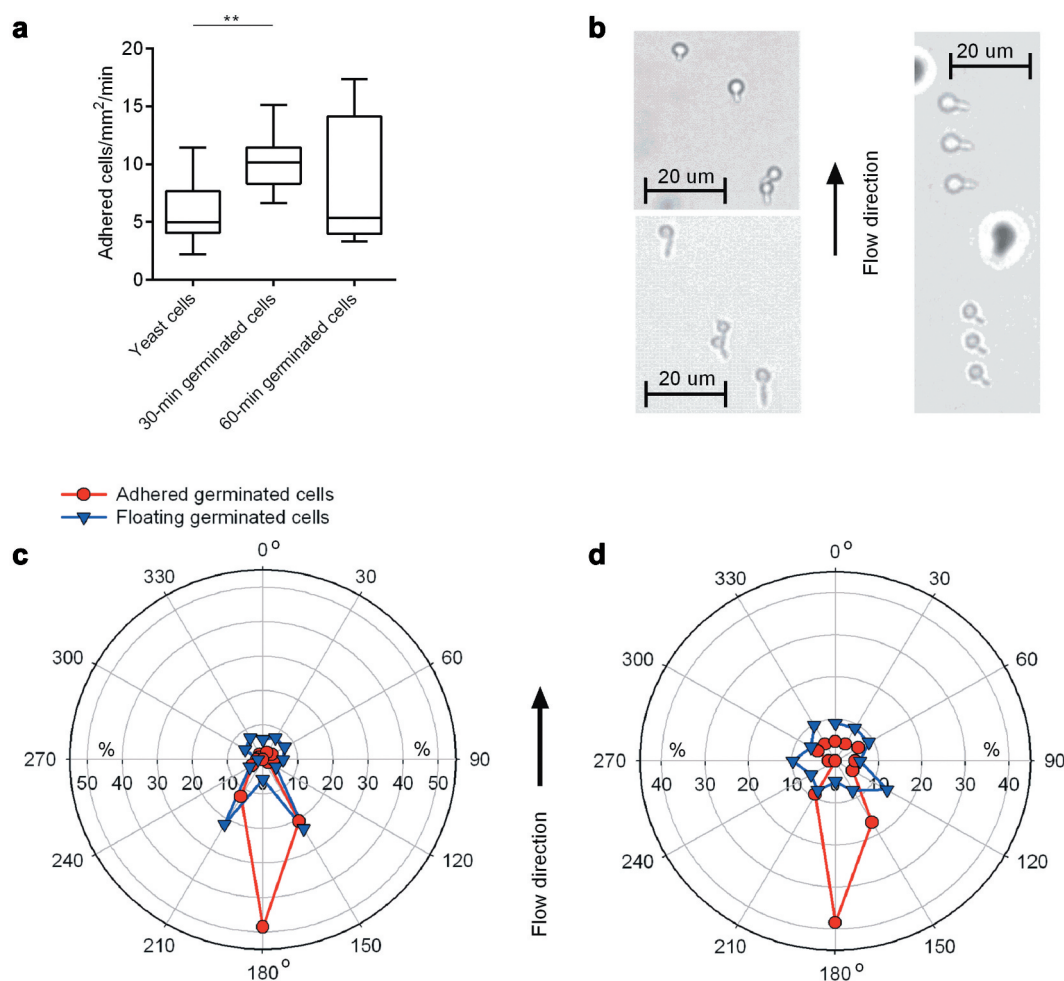 a
**
Adhered cells/mm²/min
20
15
10
5
0
Yeast cells
30-min germinated cells
60-min germinated cells
b
20 um
20 um
Flow direction
20 um
Adhered germinated cells
Floating germinated cells
c
0 o
330
30
300
60
% %
270
90
50 40 30 20 10 0 10 20 30 40 50
240
120
210
150
180 o
Flow direction
d
0 o
330
30
300
60
% %
270
90
40 30 20 10 0 10 20 30 40
240
120
210
150
180 o